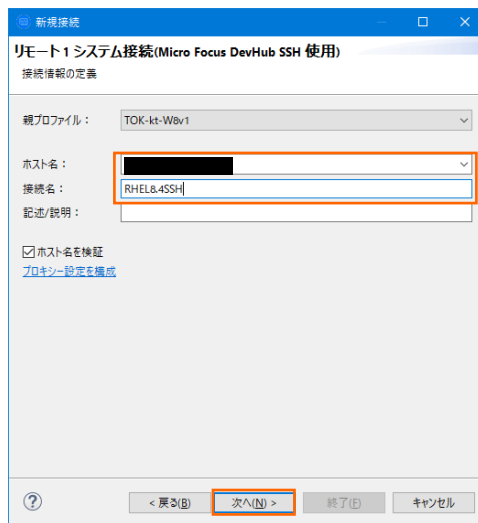 新規接続
リモート1 システム接続(Micro Focus DevHub SSH 使用)
接続情報の定義
親プロファイル： TOK-kt-W8v1
ホスト名：
接続名： RHEL8.4SSH
記述/説明：
ホスト名を検証
プロキシー設定を構成
< 戻る(B) 次へ(N) > 終了(F) キャンセル